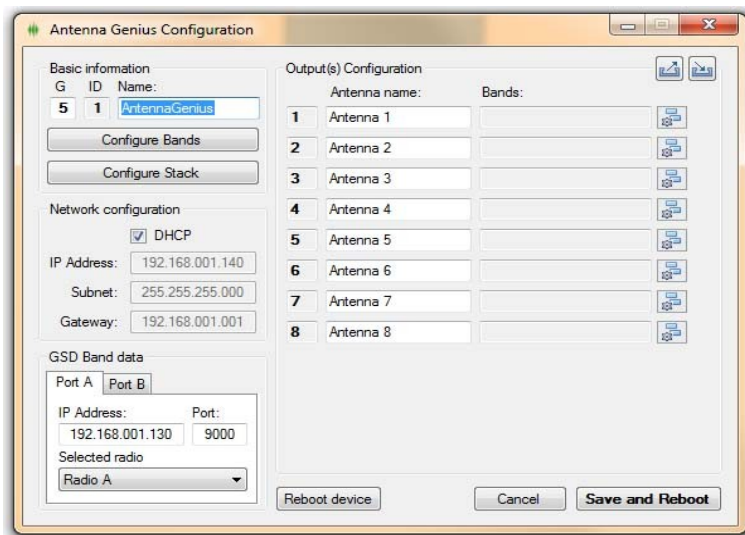 Antenna Genius Configuration
Basic information
G ID Name:
5 1 AntennaGenius
Configure Bands
Configure Stack
Network configuration
DHCP
IP Address: 192.168.001.140
Subnet: 255.255.255.000
Gateway: 192.168.001.001
GSD Band data
Port A Port B
IP Address: Port:
192.168.001.130 9000
Selected radio
Radio A
Output(s) Configuration
Antenna name: Bands:
1 Antenna 1
2 Antenna 2
3 Antenna 3
4 Antenna 4
5 Antenna 5
6 Antenna 6
7 Antenna 7
8 Antenna 8
Reboot device Cancel Save and Reboot